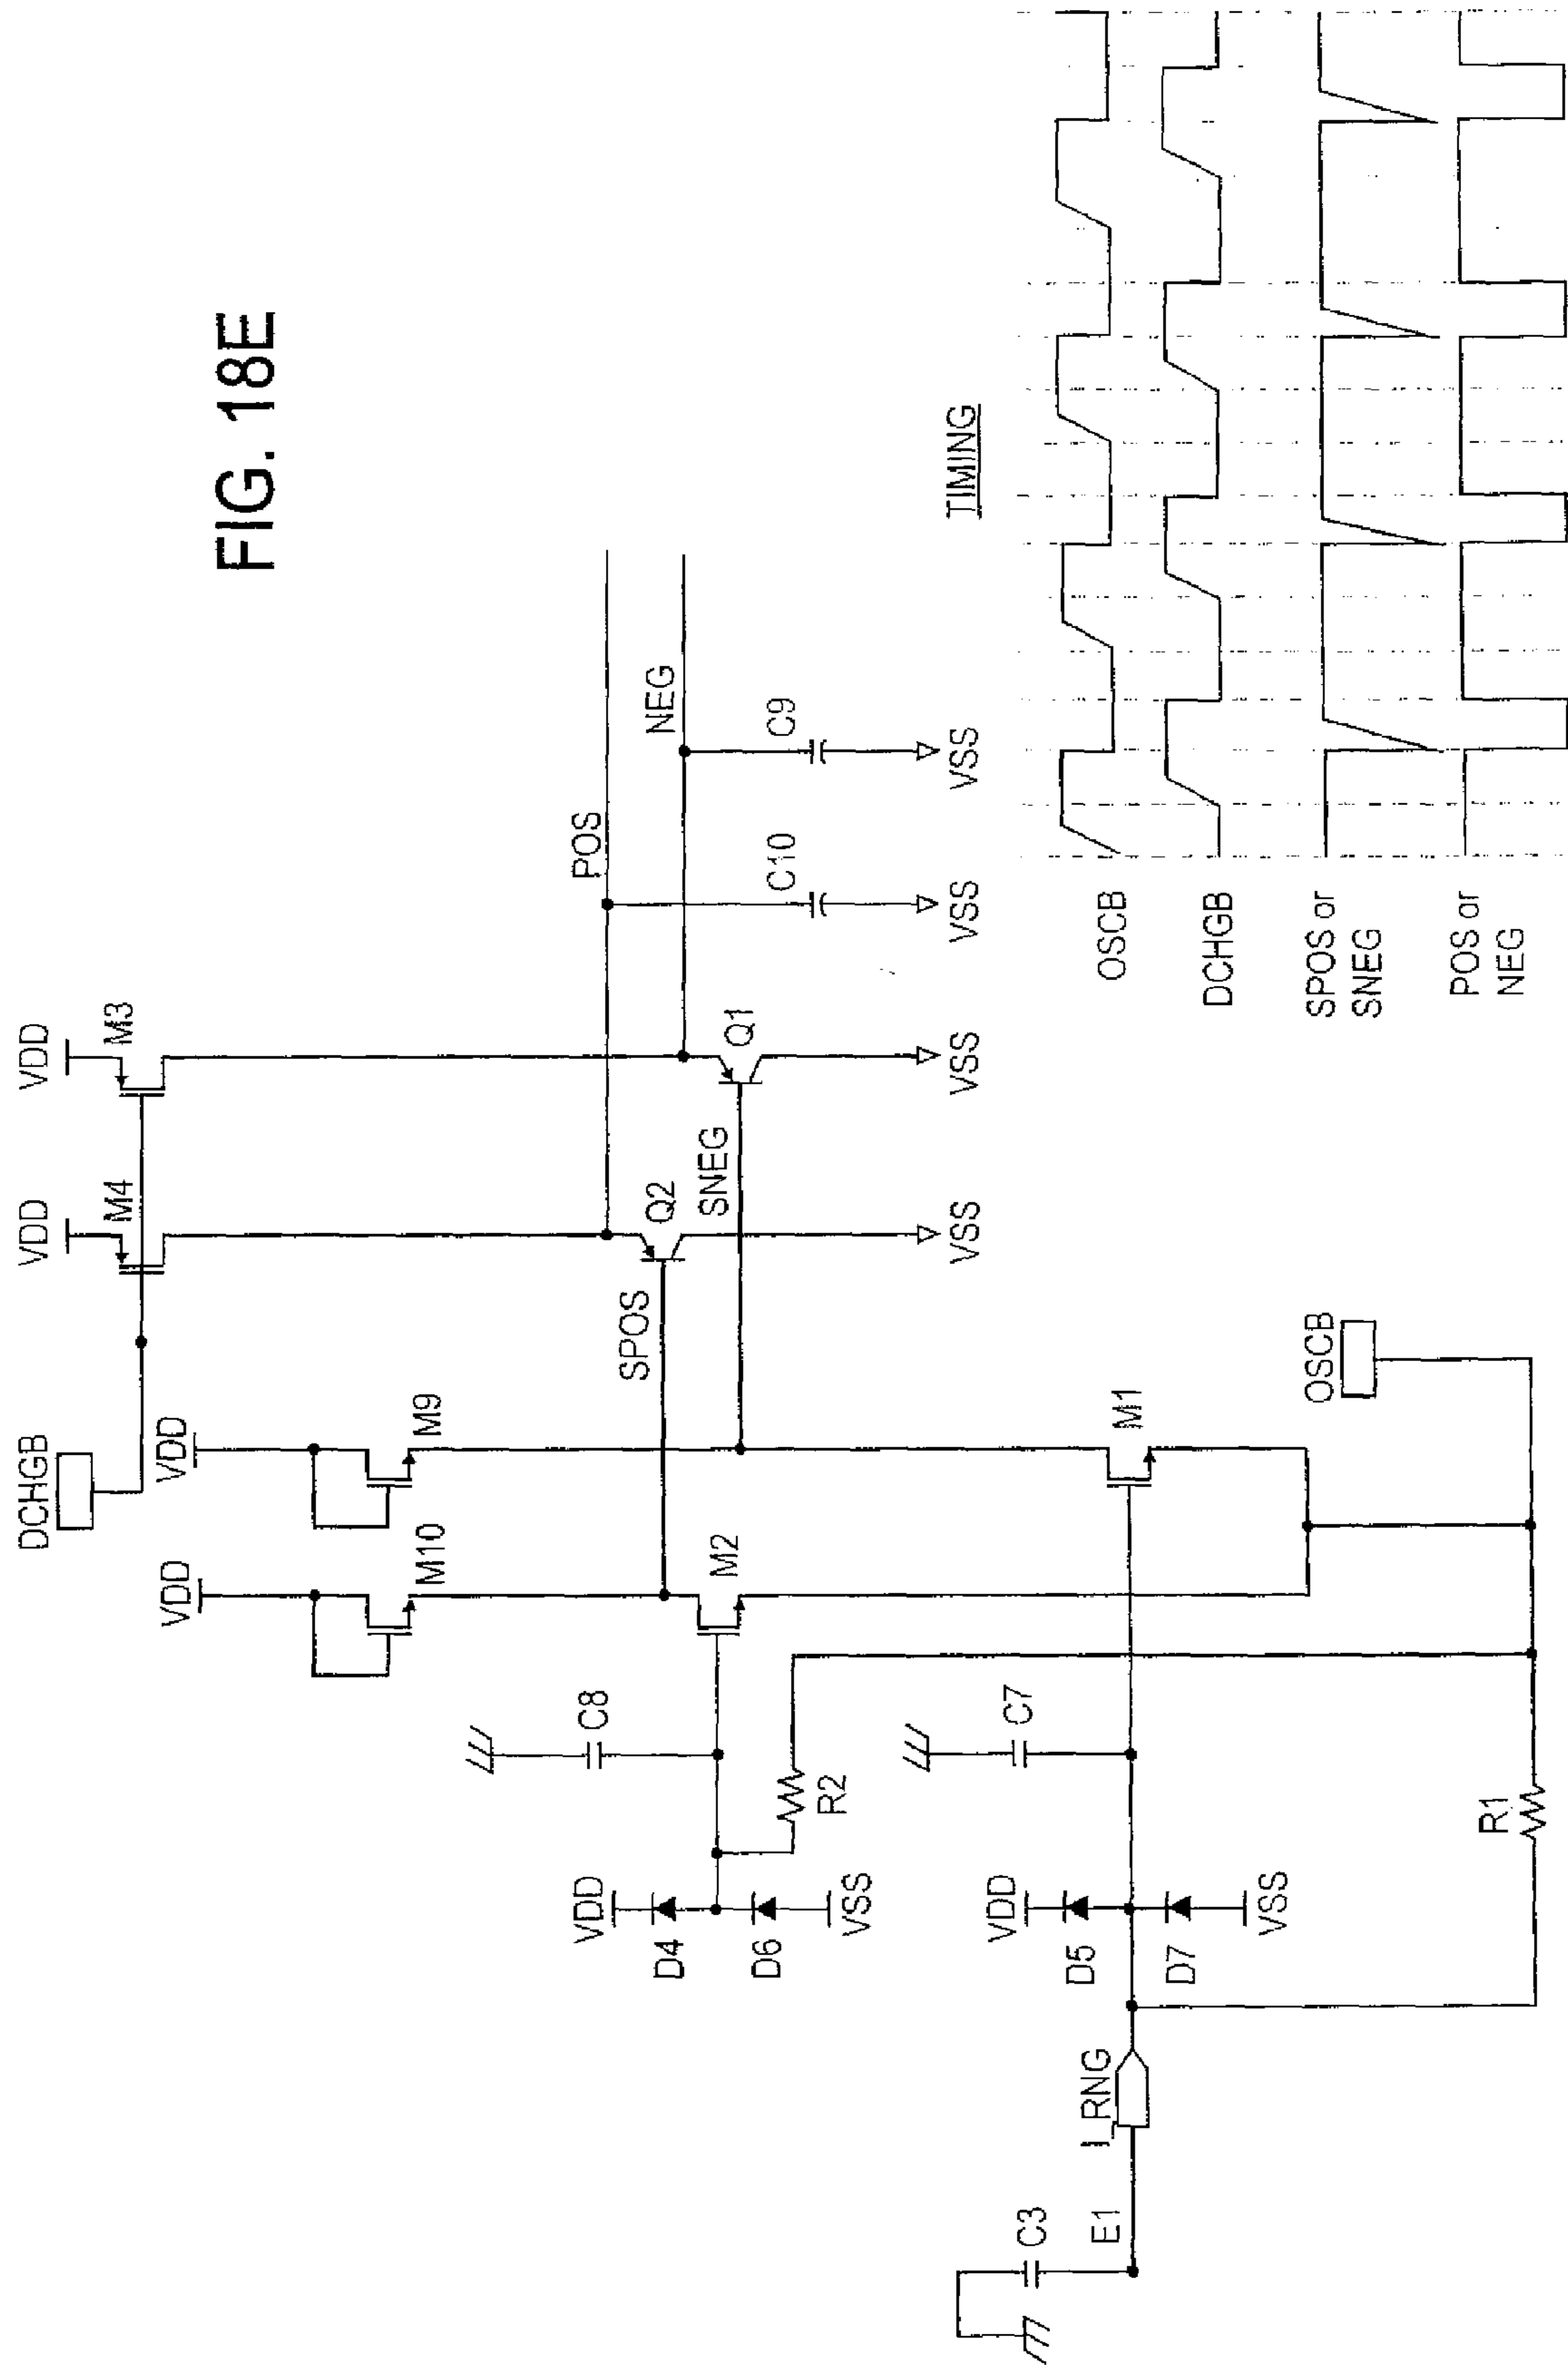 FIG. 18E
DCHGB
VDD
M4
VDD
M3
VDD
M10
VDD
M9
POS
NEG
SPOS
Q2
SNEG
Q1
C10
C9
VSS
VSS
VSS
VSS
C8
M2
VDD
D4
D6
VSS
R2
C7
M1
VDD
D5
D7
VSS
OSCB
R1
C3
E1
I_RNG
TIMING
OSCB
DCHGB
SPOS or
SNEG
POS or
NEG